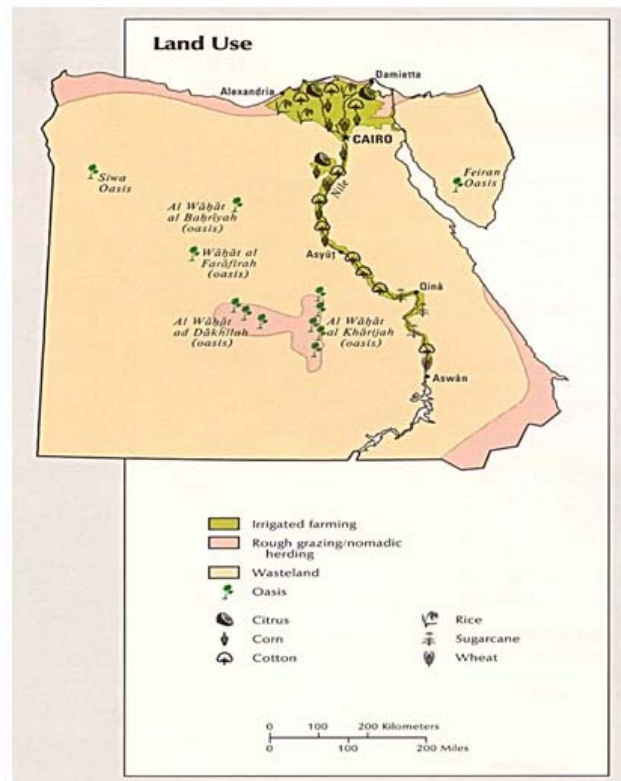 Land Use
Alexandria
Damietta
CAIRO
Siwa
Oasis
Feiran
Oasis
Al Wāḥāt
al Baḥrīyah
(oasis)
Nile
Wāḥāt al
Farāfirah
(oasis)
Asyūṭ
Qinā
Al Wāḥāt
ad Dākhilah
(oasis)
Al Wāḥāt
al Khārijah
(oasis)
Aswān
Irrigated farming
Rough grazing/nomadic
herding
Wasteland
Oasis
Citrus
Rice
Corn
Sugarcane
Cotton
Wheat
0 100 200 Kilometers
0 100 200 Miles